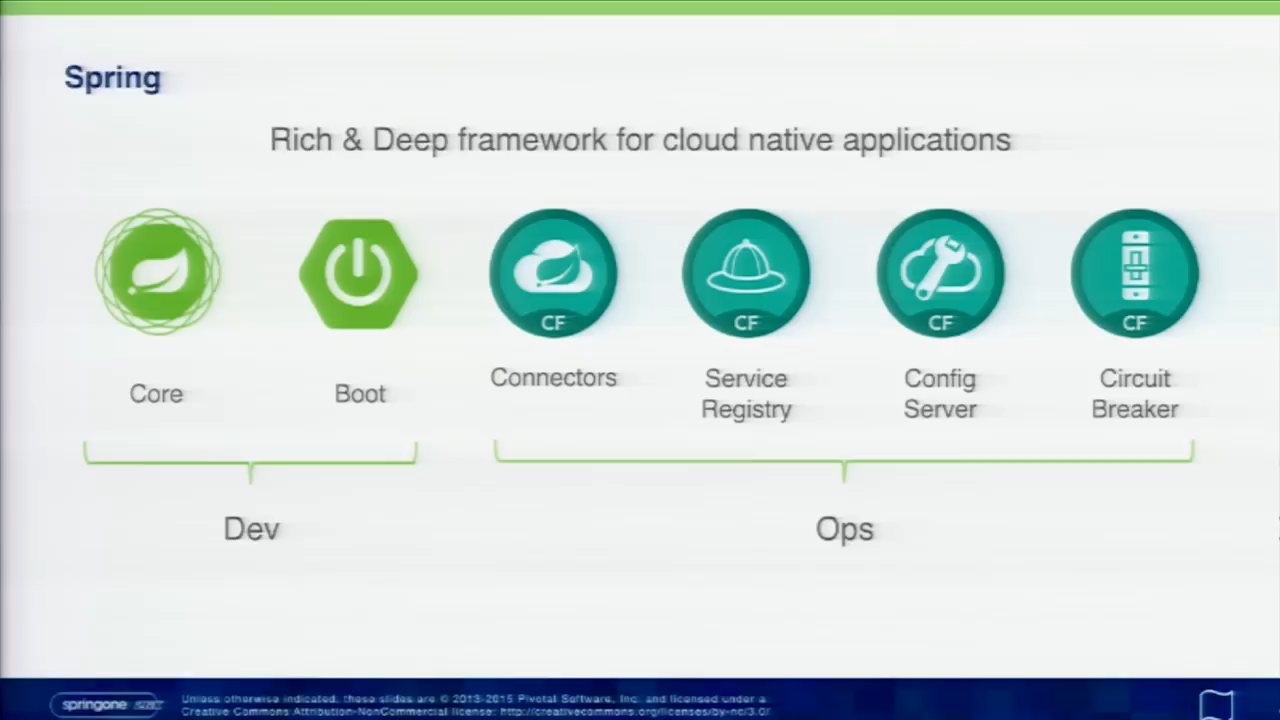 Spring
Rich & Deep framework for cloud native applications
CF
CF
CF
CF
Core
Boot
Connectors
Service
Registry
Config
Server
Circuit
Breaker
Dev
Ops
springone
Unless otherwise indicated, these slides are © 2013-2015 Pivotal Software, Inc. and licensed under a
Creative Commons Attribution-NonCommercial license: http://creativecommons.org/licenses/by-nc/3.0/